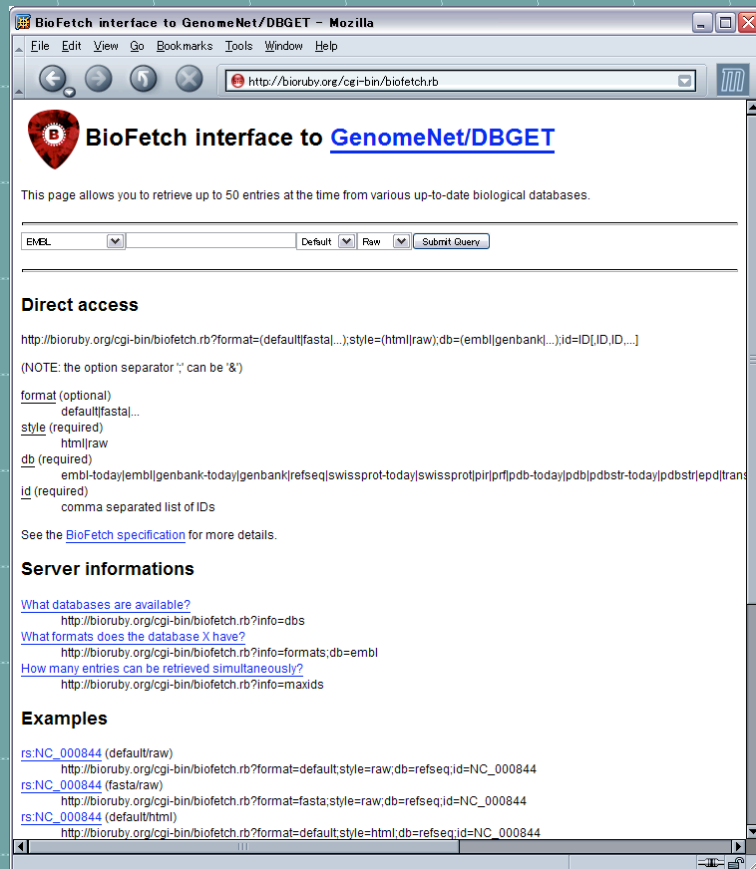 BioFetch interface to GenomeNet/DBGET - Mozilla
File Edit View Go Bookmarks Tools Window Help
http://bioruby.org/cgi-bin/biofetch.rb
B
BioFetch interface to GenomeNet/DBGET
This page allows you to retrieve up to 50 entries at the time from various up-to-date biological databases.
EMBL Default Raw Submit Query
Direct access
http://bioruby.org/cgi-bin/biofetch.rb?format=(default|fasta|...);style=(html|raw);db=(embl|genbank|...);id=ID[,ID,ID,...]
(NOTE: the option separator ';' can be '&')
format (optional)
default|fasta|...
style (required)
html|raw
db (required)
embl-today|embl|genbank-today|genbank|refseq|swissprot-today|swissprot|pir|prf|pdb-today|pdb|pdbstr-today|pdbstr|epd|trans
id (required)
comma separated list of IDs
See the BioFetch specification for more details.
Server informations
What databases are available?
http://bioruby.org/cgi-bin/biofetch.rb?info=dbs
What formats does the database X have?
http://bioruby.org/cgi-bin/biofetch.rb?info=formats;db=embl
How many entries can be retrieved simultaneously?
http://bioruby.org/cgi-bin/biofetch.rb?info=maxids
Examples
rs:NC_000844 (default/raw)
http://bioruby.org/cgi-bin/biofetch.rb?format=default;style=raw;db=refseq;id=NC_000844
rs:NC_000844 (fasta/raw)
http://bioruby.org/cgi-bin/biofetch.rb?format=fasta;style=raw;db=refseq;id=NC_000844
rs:NC_000844 (default/html)
http://bioruby.org/cgi-bin/biofetch.rb?format=default;style=html;db=refseq;id=NC_000844